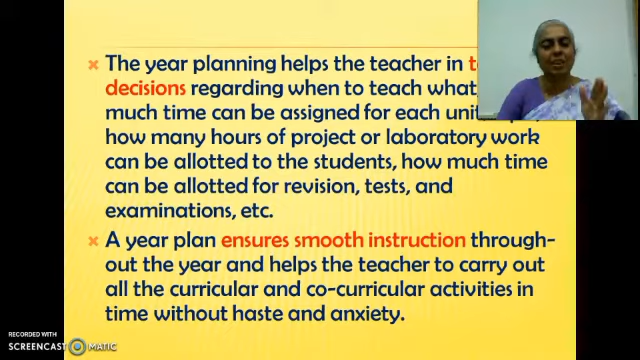 The year planning helps the teacher in
decisions regarding when to teach what
much time can be assigned for each unit
how many hours of project or laboratory work
can be allotted to the students, how much time
can be allotted for revision, tests, and
examinations, etc.
A year plan ensures smooth instruction through-
out the year and helps the teacher to carry out
all the curricular and co-curricular activities in
time without haste and anxiety.
RECORDED WITH
SCREENCAST MATIC